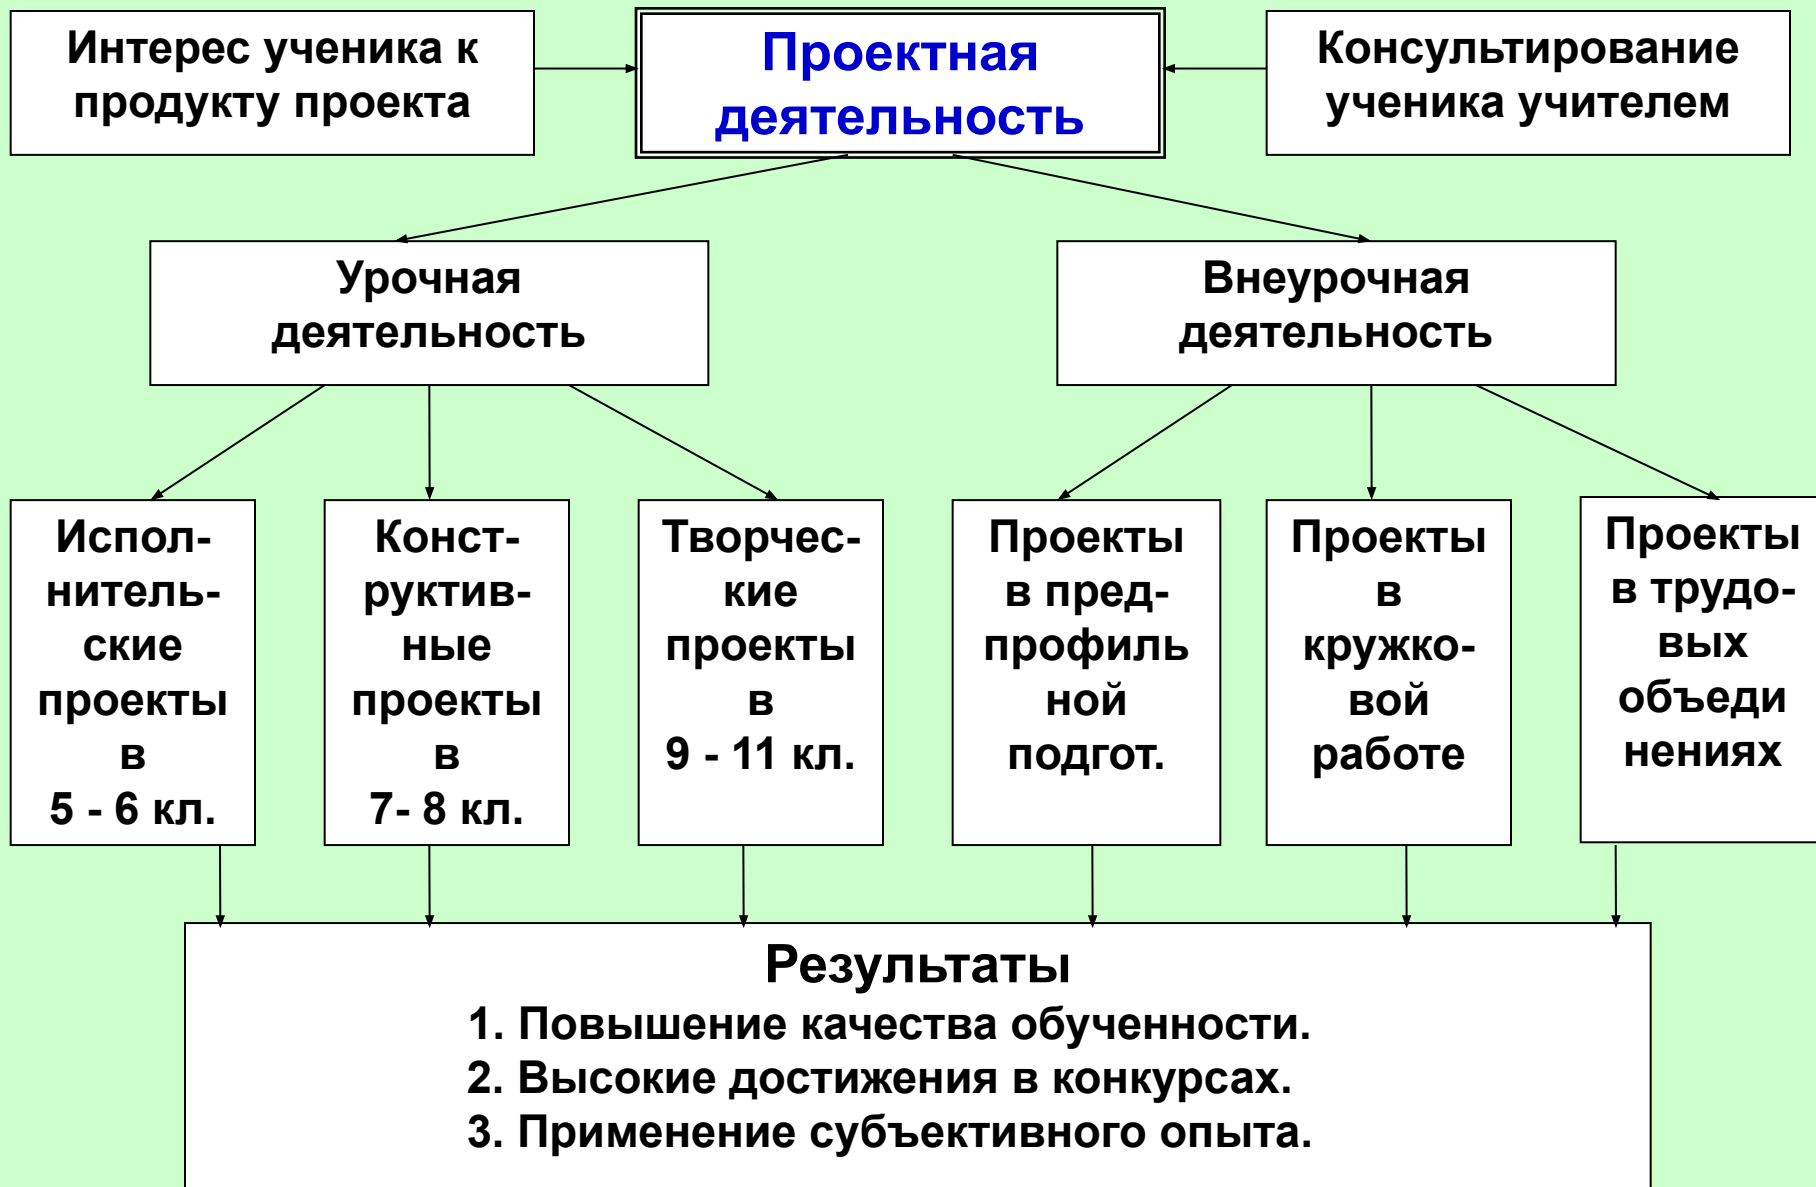 Интерес ученика к
продукту проекта
Проектная
деятельность
Консультирование
ученика учителем
Урочная
деятельность
Внеурочная
деятельность
Испол-
нитель-
ские
проекты
в
5 - 6 кл.
Конст-
руктив-
ные
проекты
в
7- 8 кл.
Творчес-
кие
проекты
в
9 - 11 кл.
Проекты
в пред-
профиль
ной
подгот.
Проекты
в
кружко-
вой
работе
Проекты
в трудо-
вых
объеди
нениях
Результаты
1. Повышение качества обученности.
2. Высокие достижения в конкурсах.
3. Применение субъективного опыта.